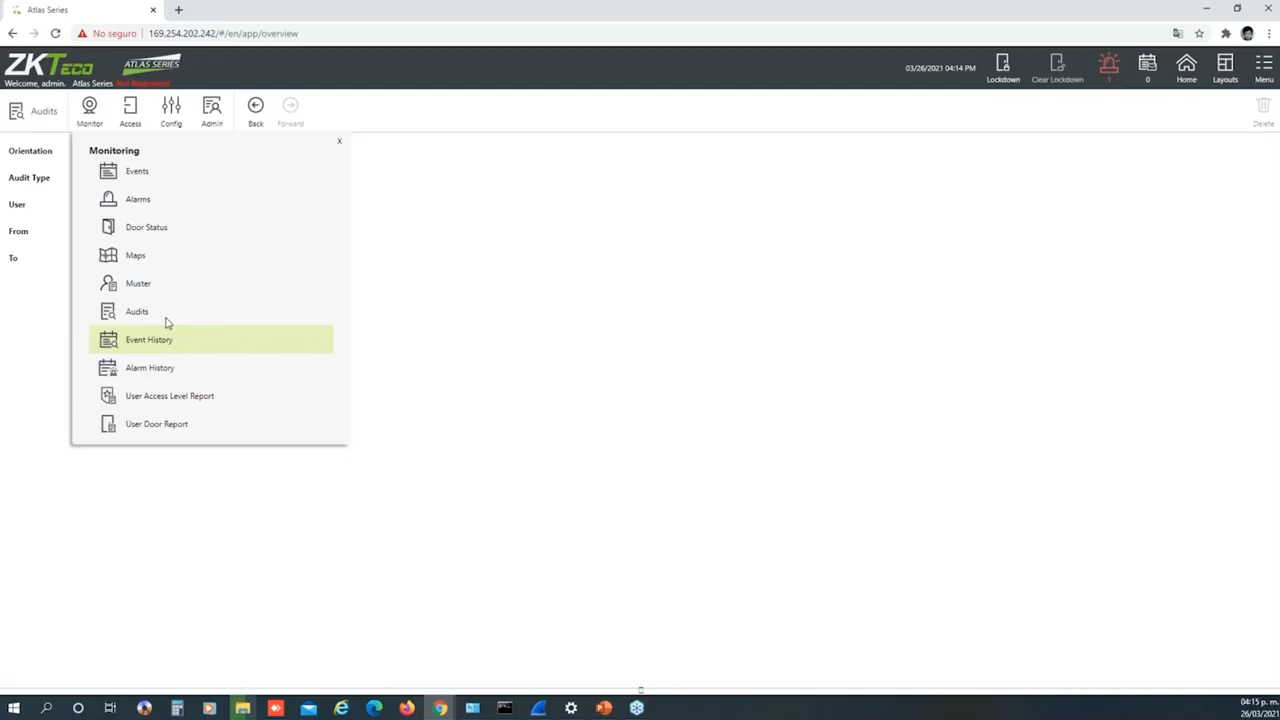 Atlas Series
No seguro 169.254.202.242/#/en/app/overview
ZKTeco ATLAS SERIES
Welcome, admin. Atlas Series Not Registered
03/26/2021 04:14 PM
Lockdown
Clear Lockdown
1
0
Home
Layouts
Menu
Audits
Monitor
Access
Config
Admin
Back
Forward
Delete
Orientation
Audit Type
User
From
To
x
Monitoring
Events
Alarms
Door Status
Maps
Muster
Audits
Event History
Alarm History
User Access Level Report
User Door Report
04:15 p. m.
26/03/2021